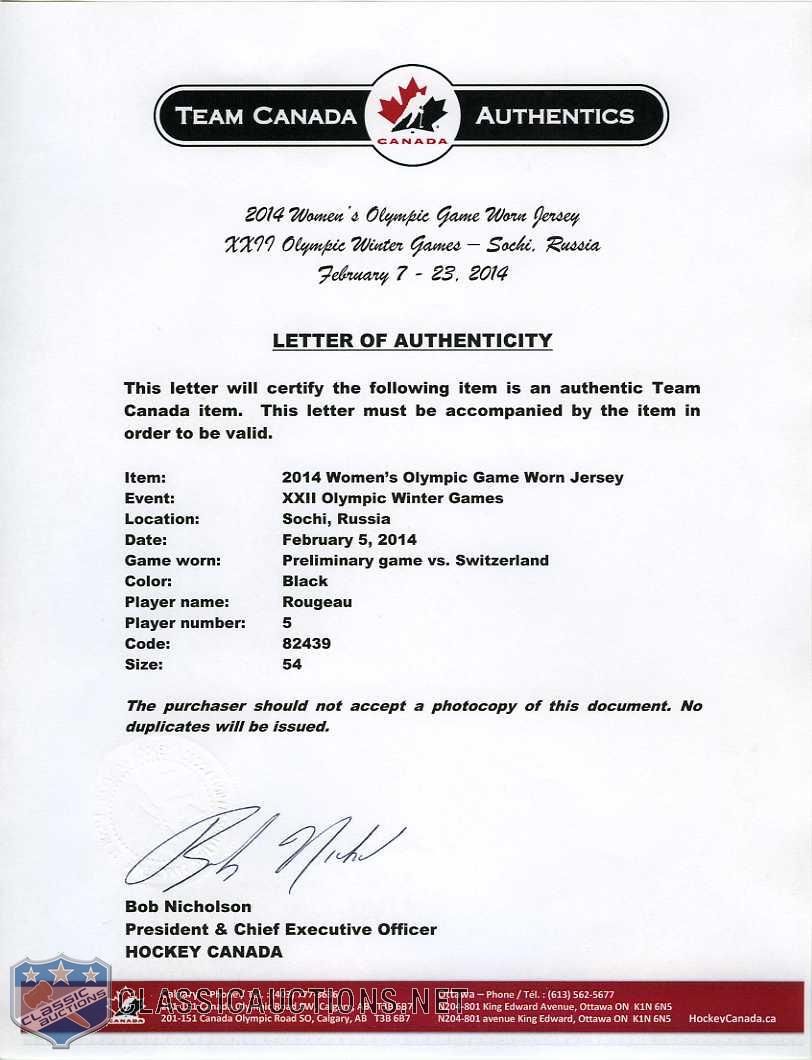 TEAM CANADA AUTHENTICS
CANADA
2014 Women's Olympic Game Worn Jersey
XXII Olympic Winter Games – Sochi, Russia
February 7 - 23, 2014
LETTER OF AUTHENTICITY
This letter will certify the following item is an authentic Team
Canada item. This letter must be accompanied by the item in
order to be valid.
Item: 2014 Women's Olympic Game Worn Jersey
Event: XXII Olympic Winter Games
Location: Sochi, Russia
Date: February 5, 2014
Game worn: Preliminary game vs. Switzerland
Color: Black
Player name: Rougeau
Player number: 5
Code: 82439
Size: 54
The purchaser should not accept a photocopy of this document. No
duplicates will be issued.
Bob Nicholson
President & Chief Executive Officer
HOCKEY CANADA
CLASSIC AUCTIONS
CLASSICAUCTIONS.NET
CANADA
201-151 Canada Olympic Road SO, Calgary, AB T3B 6B7
Ottawa – Phone / Tél. : (613) 562-5677
N204-801 King Edward Avenue, Ottawa ON K1N 6N5
N204-801 avenue King Edward, Ottawa ON K1N 6N5
HockeyCanada.ca